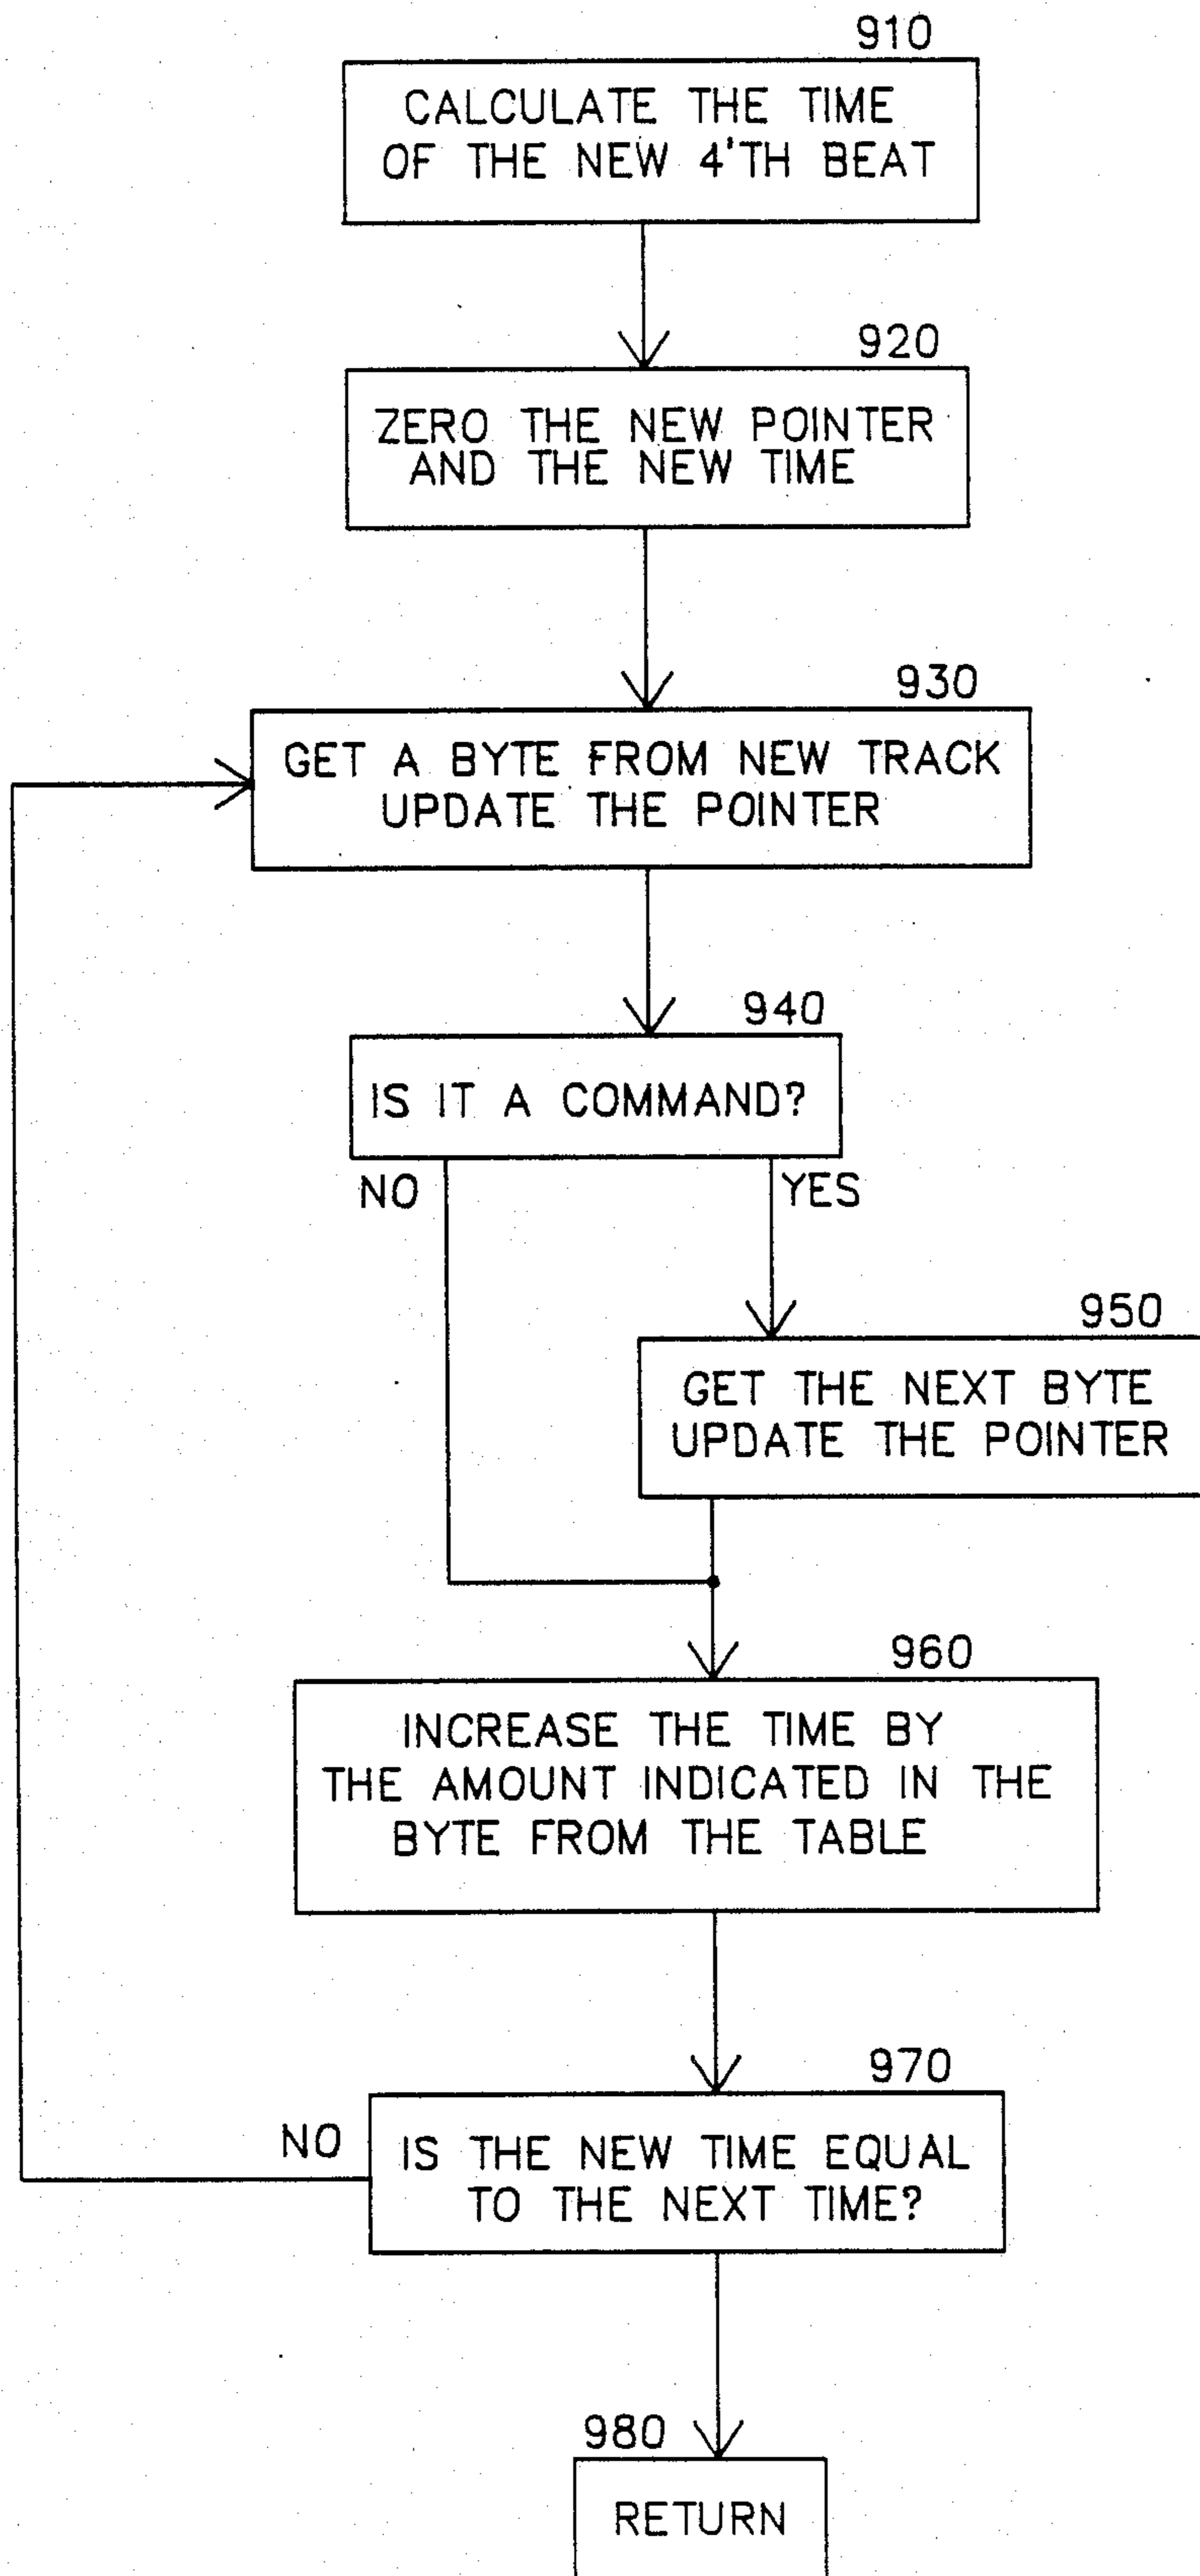 910
CALCULATE THE TIME
OF THE NEW 4'TH BEAT
920
ZERO THE NEW POINTER
AND THE NEW TIME
930
GET A BYTE FROM NEW TRACK
UPDATE THE POINTER
940
IS IT A COMMAND?
NO
YES
950
GET THE NEXT BYTE
UPDATE THE POINTER
960
INCREASE THE TIME BY
THE AMOUNT INDICATED IN THE
BYTE FROM THE TABLE
970
NO
IS THE NEW TIME EQUAL
TO THE NEXT TIME?
980
RETURN